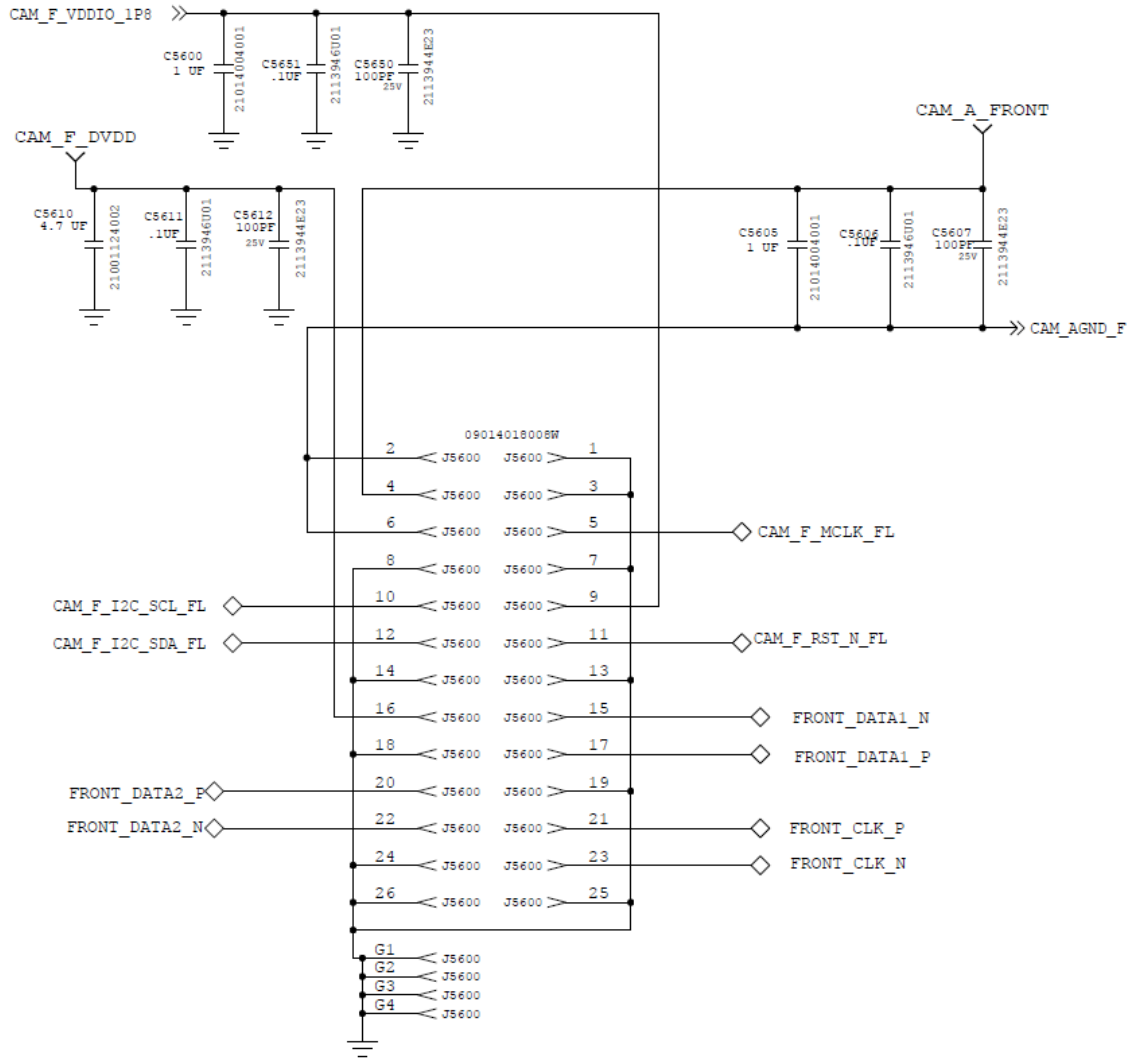 CAM_F_VDDIO_1P8
C5600
1 UF
21014004001
C5651
.1UF
2113946U01
C5650
100PF
25V
2113944E23
CAM_F_DVDD
CAM_A_FRONT
C5610
4.7 UF
21001124002
C5611
.1UF
2113946U01
C5612
100PF
25V
2113944E23
C5605
1 UF
21014004001
C5606
.1UF
2113946U01
C5607
100PF
25V
2113944E23
CAM_AGND_F
09014018008W
2 J5600 J5600 1
4 J5600 J5600 3
6 J5600 J5600 5 CAM_F_MCLK_FL
8 J5600 J5600 7
CAM_F_I2C_SCL_FL 10 J5600 J5600 9
CAM_F_I2C_SDA_FL 12 J5600 J5600 11 CAM_F_RST_N_FL
14 J5600 J5600 13
16 J5600 J5600 15 FRONT_DATA1_N
18 J5600 J5600 17 FRONT_DATA1_P
FRONT_DATA2_P 20 J5600 J5600 19
FRONT_DATA2_N 22 J5600 J5600 21 FRONT_CLK_P
24 J5600 J5600 23 FRONT_CLK_N
26 J5600 J5600 25
G1 J5600
G2 J5600
G3 J5600
G4 J5600